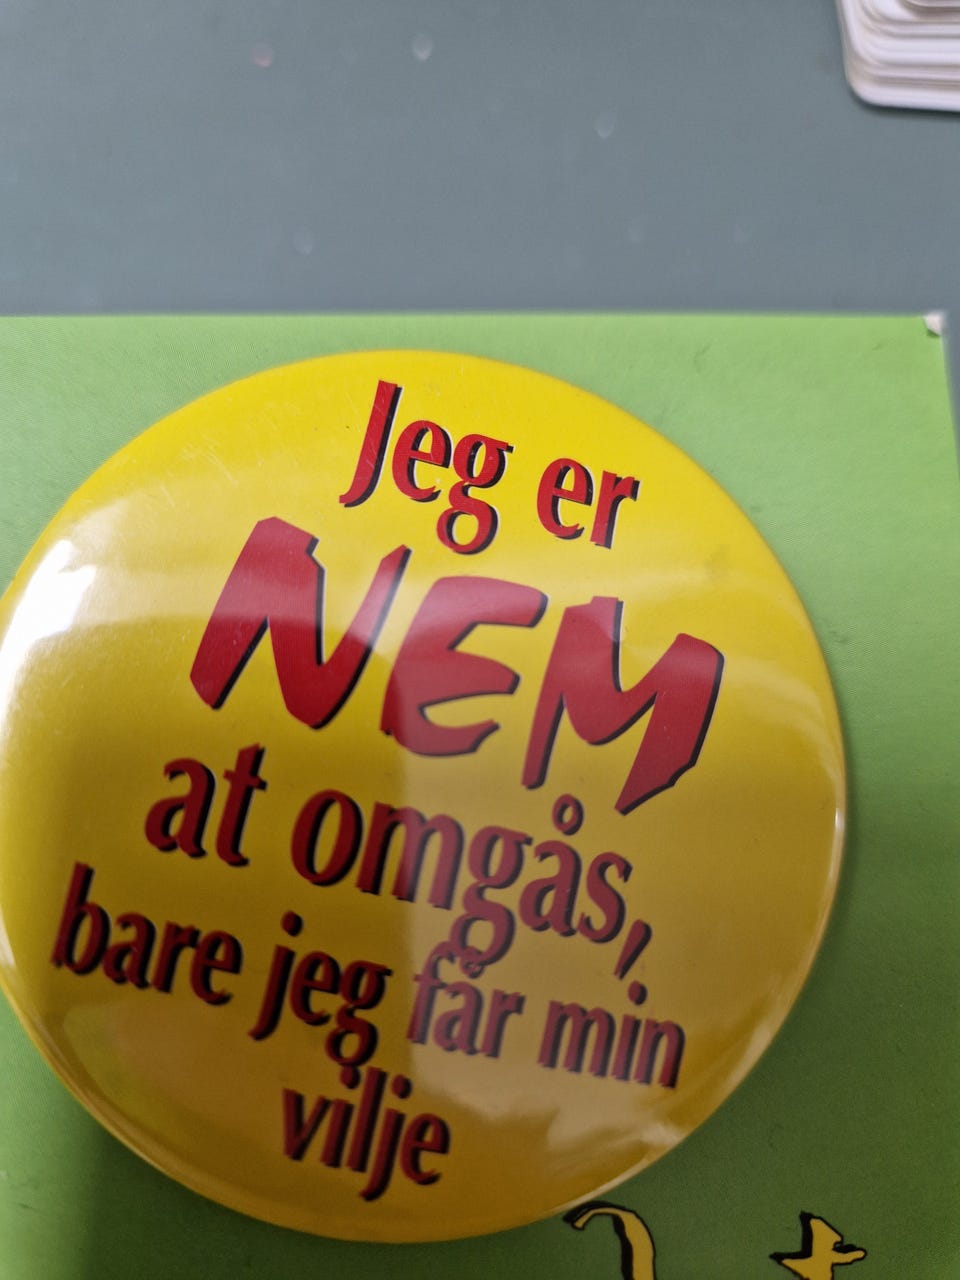 Jeg er
NEM
at omgås,
bare jeg får min
vilje